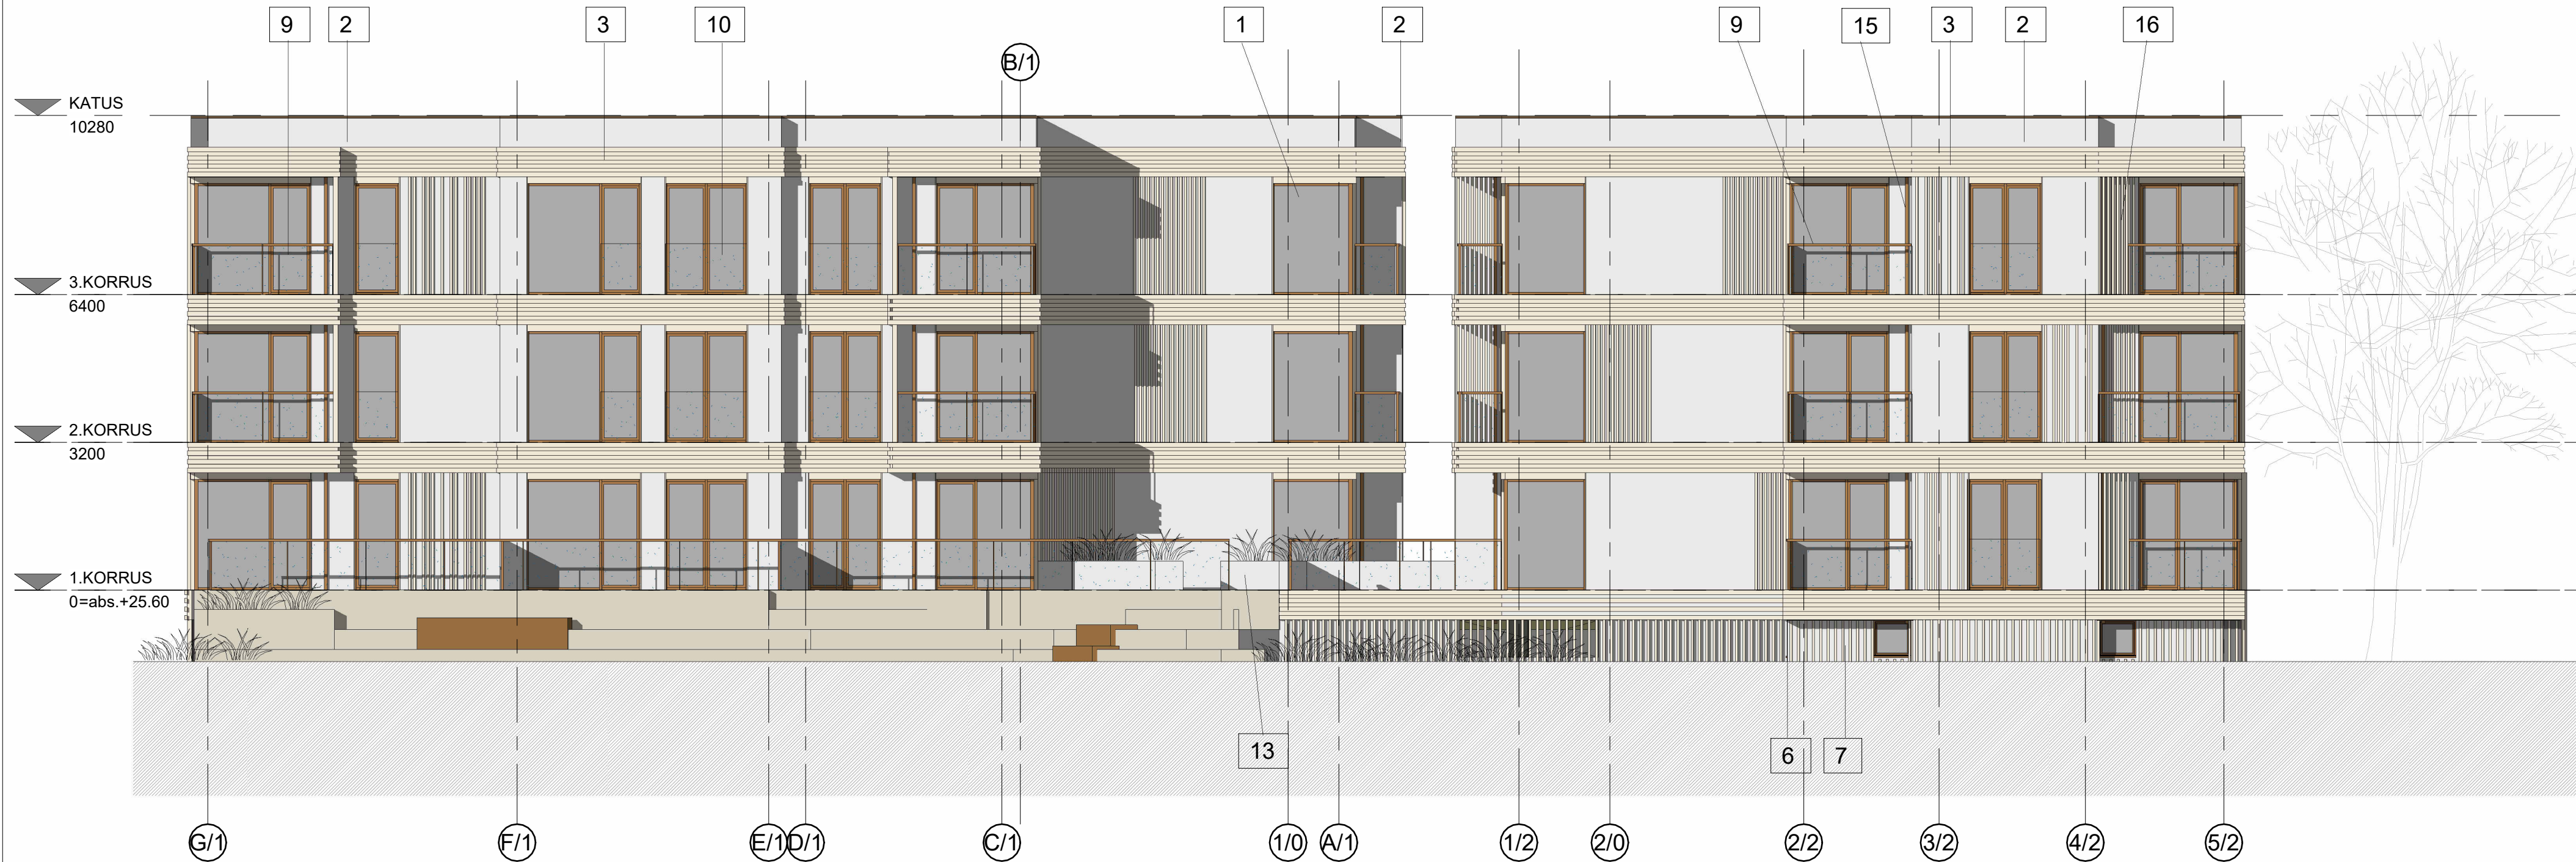 9 2 3 10 1 2 9 15 3 2 16
B/1
KATUS
10280
3.KORRUS
6400
2.KORRUS
3200
1.KORRUS
0=abs.+25.60
13 6 7
G/1 F/1 E/1 D/1 C/1 1/0 A/1 1/2 2/0 2/2 3/2 4/2 5/2